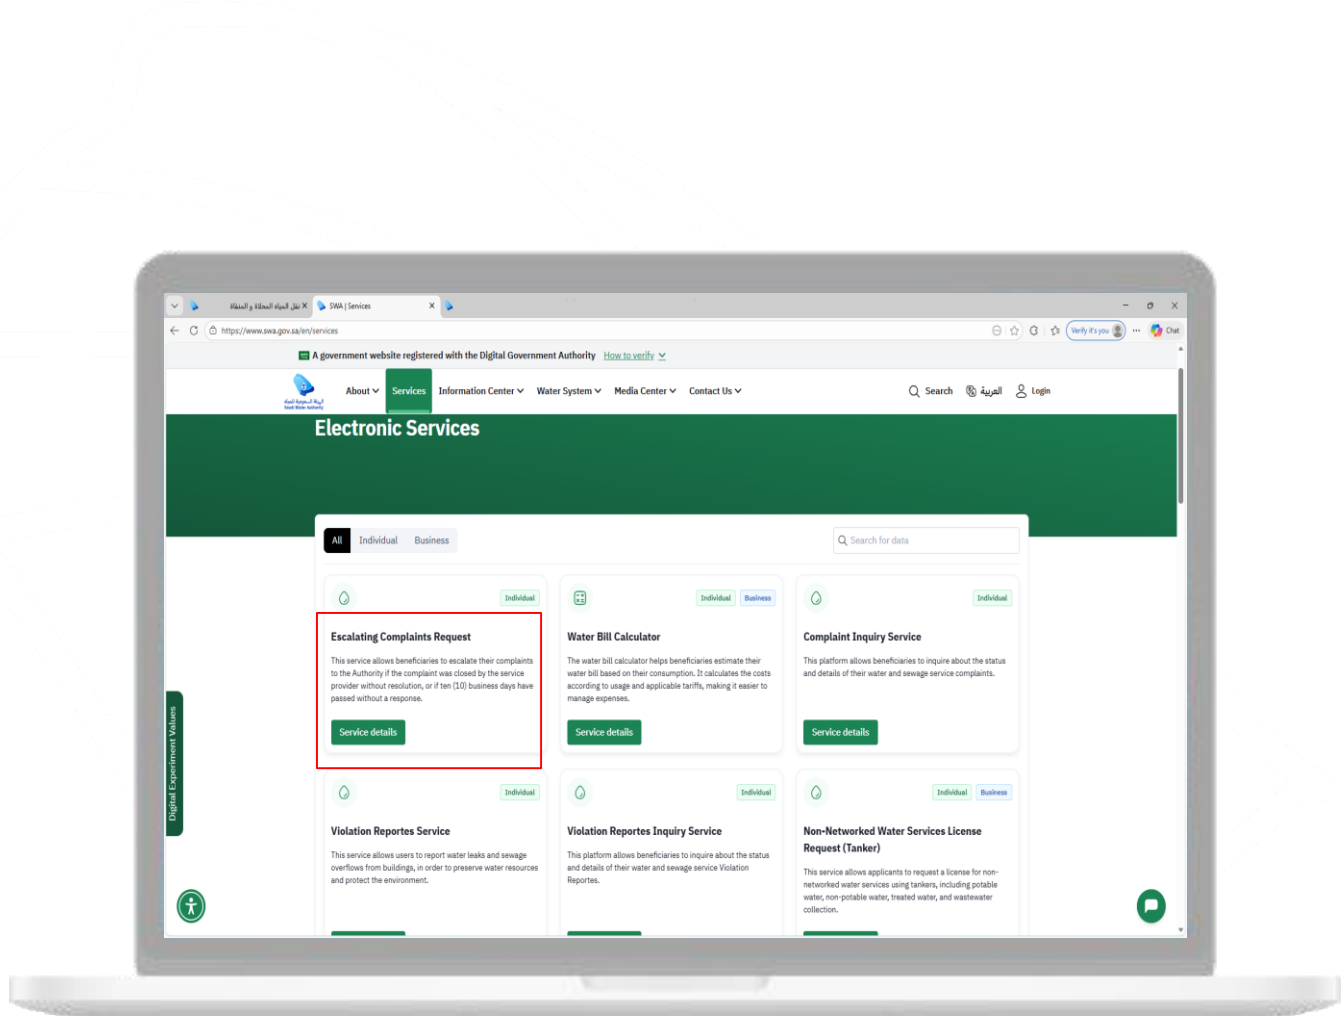 نقل المياه المحلاة و المنقاة
SWA | Services
https://www.swa.gov.sa/en/services
Verify it's you
Chat
A government website registered with the Digital Government Authority How to verify
About
Services
Information Center
Water System
Media Center
Contact Us
Search
العربية
Login
Electronic Services
All
Individual
Business
Search for data
Individual
Escalating Complaints Request
This service allows beneficiaries to escalate their complaints
to the Authority if the complaint was closed by the service
provider without resolution, or if ten (10) business days have
passed without a response.
Service details
Individual Business
Water Bill Calculator
The water bill calculator helps beneficiaries estimate their
water bill based on their consumption. It calculates the costs
according to usage and applicable tariffs, making it easier to
manage expenses.
Service details
Individual
Complaint Inquiry Service
This platform allows beneficiaries to inquire about the status
and details of their water and sewage service complaints.
Service details
Individual
Violation Reportes Service
This service allows users to report water leaks and sewage
overflows from buildings, in order to preserve water resources
and protect the environment.
Individual
Violation Reportes Inquiry Service
This platform allows beneficiaries to inquire about the status
and details of their water and sewage service Violation
Reportes.
Individual Business
Non-Networked Water Services License
Request (Tanker)
This service allows applicants to request a license for non-
networked water services using tankers, including potable
water, non-potable water, treated water, and wastewater
collection.
Digital Experiment Values